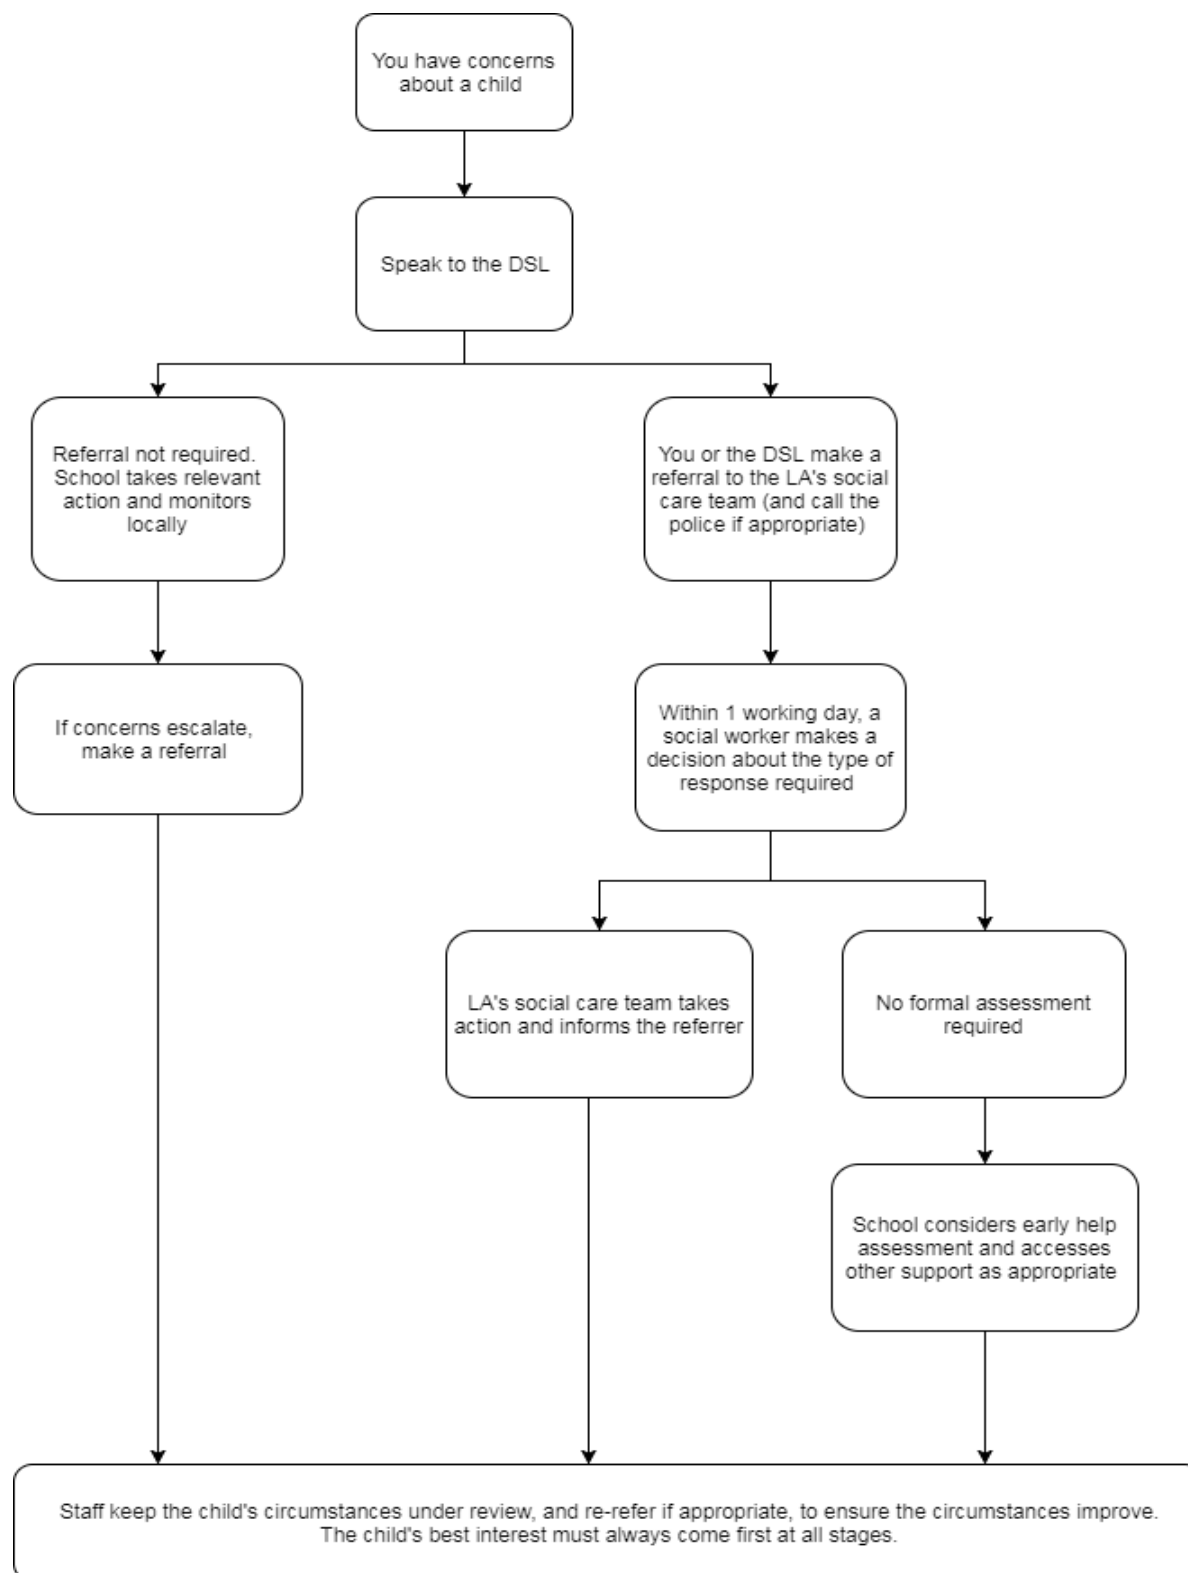 You have concerns
about a child
Speak to the DSL
Referral not required.
School takes relevant
action and monitors
locally
You or the DSL make a
referral to the LA's social
care team (and call the
police if appropriate)
If concerns escalate,
make a referral
Within 1 working day, a
social worker makes a
decision about the type of
response required
LA's social care team takes
action and informs the referrer
No formal assessment
required
School considers early help
assessment and accesses
other support as appropriate
Staff keep the child's circumstances under review, and re-refer if appropriate, to ensure the circumstances improve.
The child's best interest must always come first at all stages.